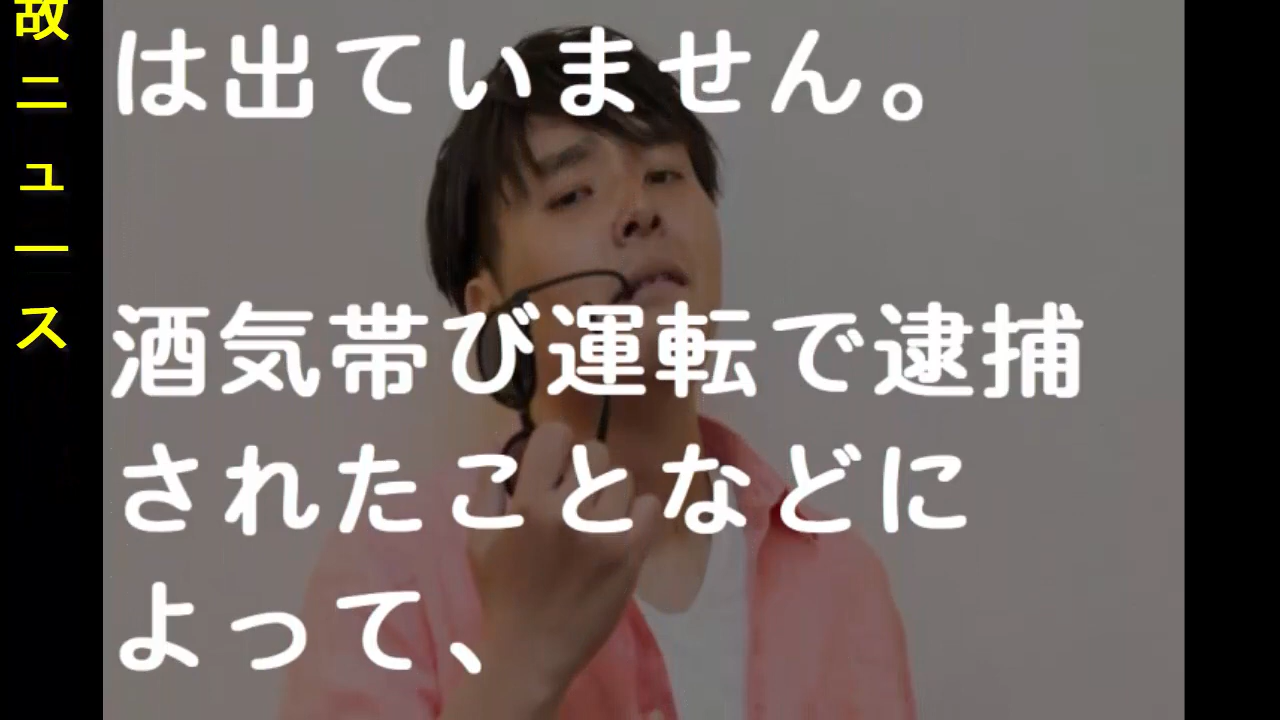 故ニュース
は出ていません。
酒気帯び運転で逮捕
されたことなどに
よって、